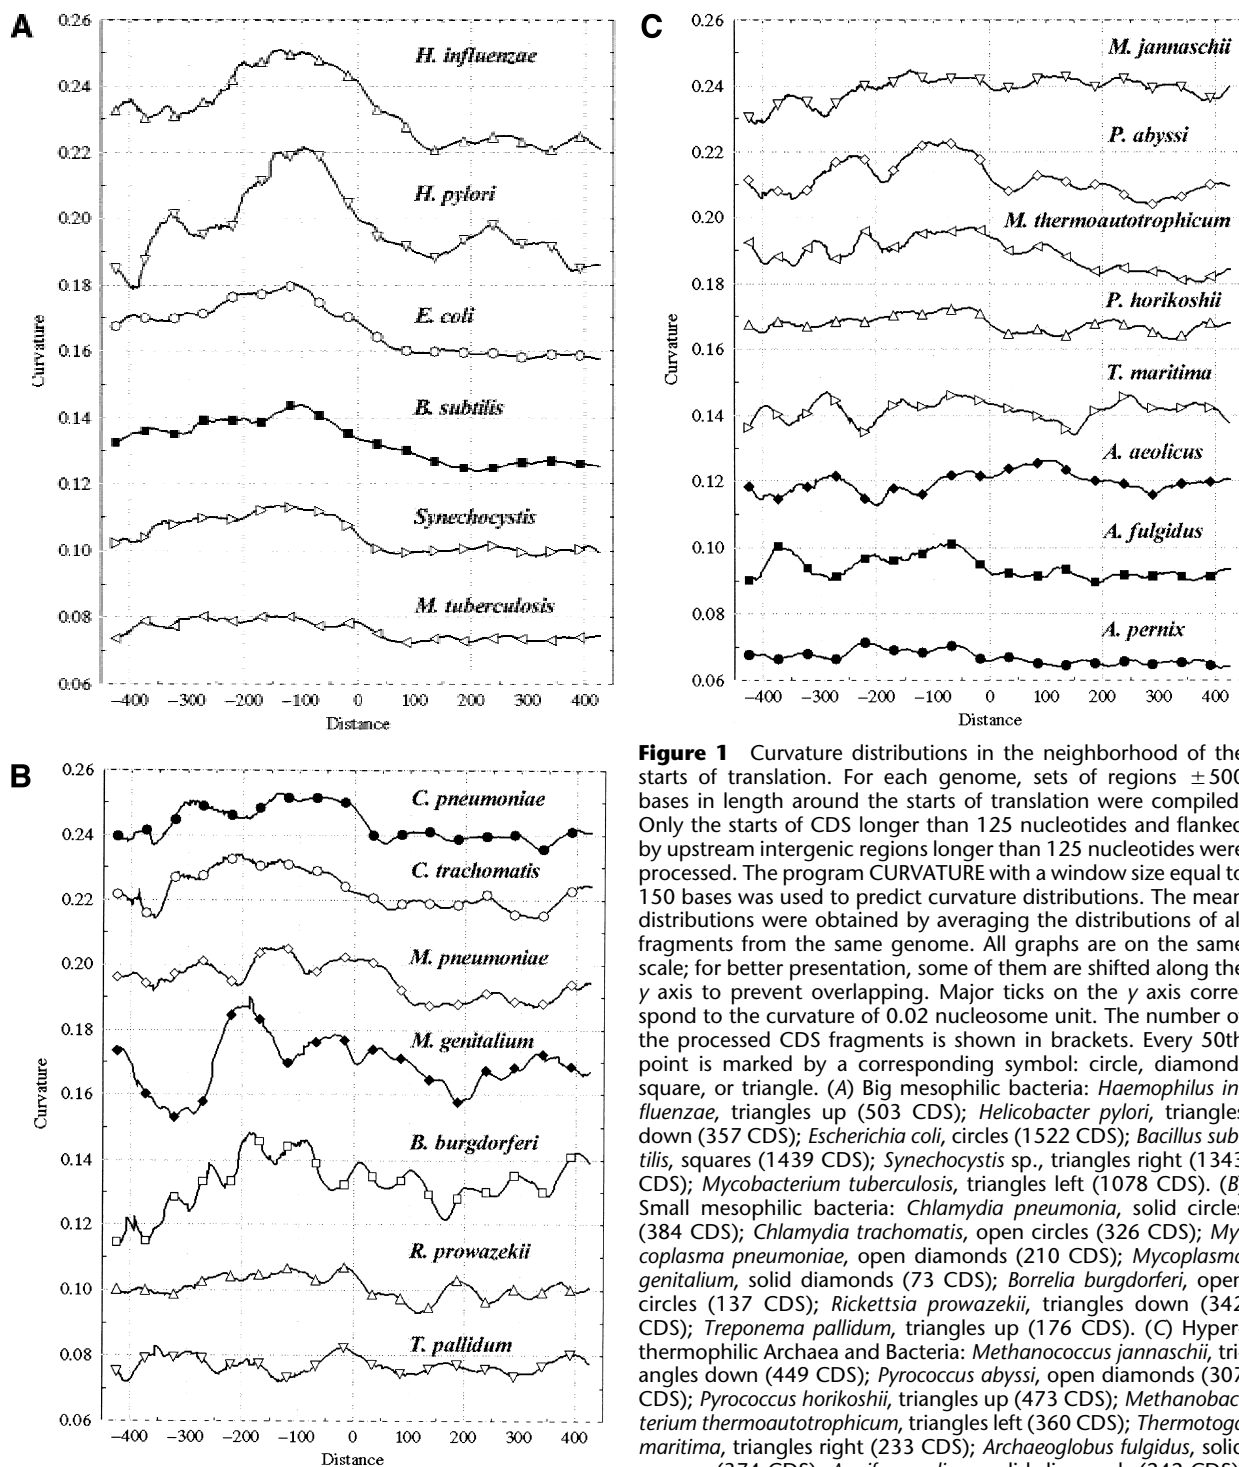 A
0.26
0.24
0.22
0.20
0.18
0.16
0.14
0.12
0.10
0.08
0.06
Curvature
H. influenzae
H. pylori
E. coli
B. subtilis
Synechocystis
M. tuberculosis
−400 −300 −200 −100 0 100 200 300 400
Distance
B
0.26
0.24
0.22
0.20
0.18
0.16
0.14
0.12
0.10
0.08
0.06
Curvature
C. pneumoniae
C. trachomatis
M. pneumoniae
M. genitalium
B. burgdorferi
R. prowazekii
T. pallidum
−400 −300 −200 −100 0 100 200 300 400
Distance
C
0.26
0.24
0.22
0.20
0.18
0.16
0.14
0.12
0.10
0.08
0.06
Curvature
M. jannaschii
P. abyssi
M. thermoautotrophicum
P. horikoshii
T. maritima
A. aeolicus
A. fulgidus
A. pernix
−400 −300 −200 −100 0 100 200 300 400
Distance
Figure 1 Curvature distributions in the neighborhood of the
starts of translation. For each genome, sets of regions ±500
bases in length around the starts of translation were compiled
Only the starts of CDS longer than 125 nucleotides and flanked
by upstream intergenic regions longer than 125 nucleotides were
processed. The program CURVATURE with a window size equal to
150 bases was used to predict curvature distributions. The mean
distributions were obtained by averaging the distributions of al
fragments from the same genome. All graphs are on the same
scale; for better presentation, some of them are shifted along the
y axis to prevent overlapping. Major ticks on the y axis corre
spond to the curvature of 0.02 nucleosome unit. The number of
the processed CDS fragments is shown in brackets. Every 50th
point is marked by a corresponding symbol: circle, diamond
square, or triangle. (A) Big mesophilic bacteria: Haemophilus in
fluenzae, triangles up (503 CDS); Helicobacter pylori, triangles
down (357 CDS); Escherichia coli, circles (1522 CDS); Bacillus sub
tilis, squares (1439 CDS); Synechocystis sp., triangles right (1343
CDS); Mycobacterium tuberculosis, triangles left (1078 CDS). (B)
Small mesophilic bacteria: Chlamydia pneumonia, solid circles
(384 CDS); Chlamydia trachomatis, open circles (326 CDS); My
coplasma pneumoniae, open diamonds (210 CDS); Mycoplasma
genitalium, solid diamonds (73 CDS); Borrelia burgdorferi, open
circles (137 CDS); Rickettsia prowazekii, triangles down (342
CDS); Treponema pallidum, triangles up (176 CDS). (C) Hyper
thermophilic Archaea and Bacteria: Methanococcus jannaschii, tri
angles down (449 CDS); Pyrococcus abyssi, open diamonds (307
CDS); Pyrococcus horikoshii, triangles up (473 CDS); Methanobac
terium thermoautotrophicum, triangles left (360 CDS); Thermotoga
maritima, triangles right (233 CDS); Archaeoglobus fulgidus, solid